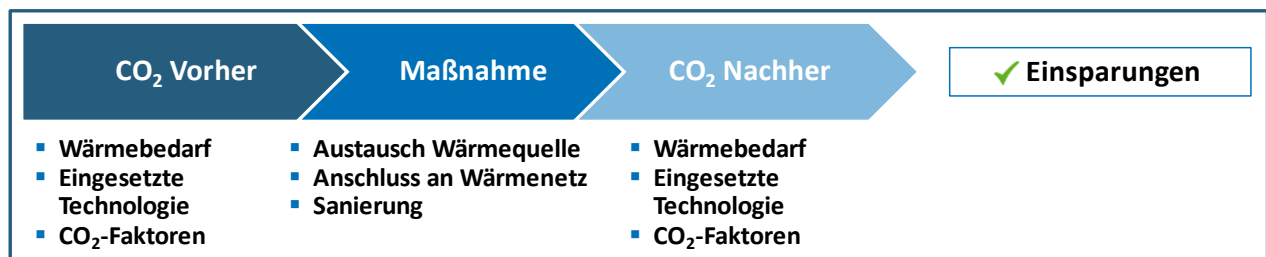 CO₂ Vorher
Maßnahme
CO₂ Nachher
Einsparungen
▪ Wärmebedarf
▪ Eingesetzte
Technologie
▪ CO₂-Faktoren
▪ Austausch Wärmequelle
▪ Anschluss an Wärmenetz
▪ Sanierung
▪ Wärmebedarf
▪ Eingesetzte
Technologie
▪ CO₂-Faktoren